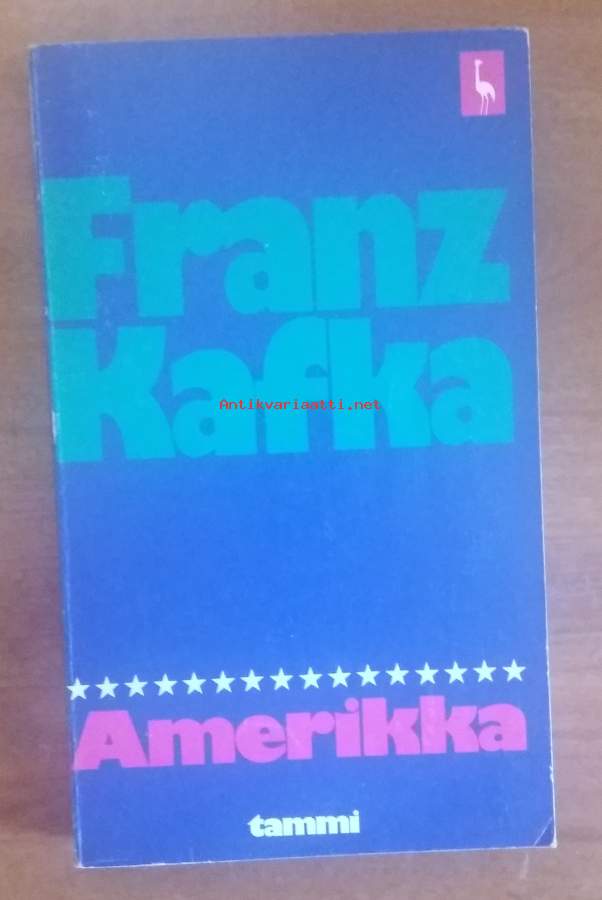 Franz
Kafka
Antikvariaatti.net
Amerikka
tammi